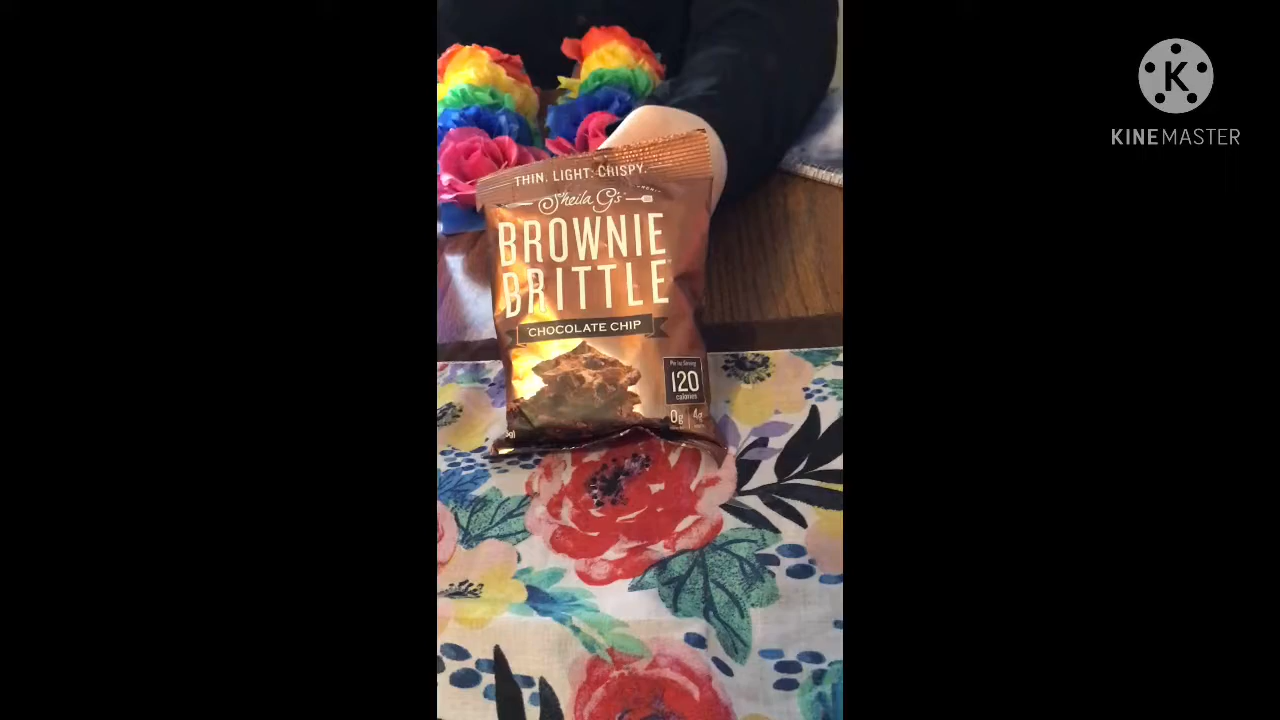 THIN. LIGHT. CRISPY.
Sheila G's
BROWNIE
BRITTLE
CHOCOLATE CHIP
120
calories
0g
4g
K
KINEMASTER